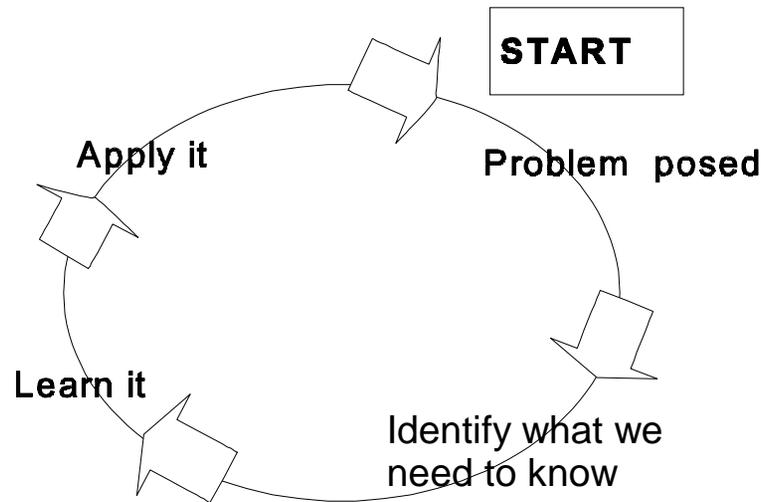 START
Problem posed
Identify what we
need to know
Learn it
Apply it